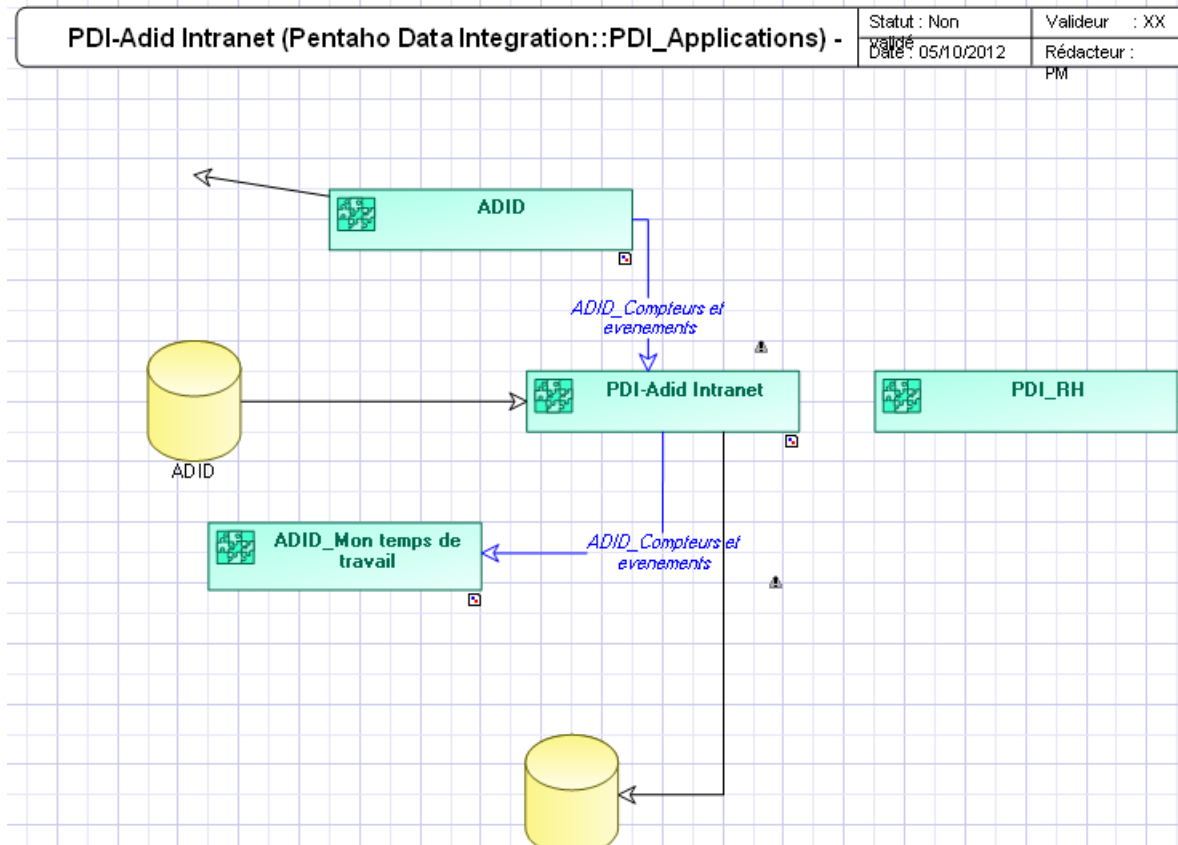 PDI-Adid Intranet (Pentaho Data Integration::PDI_Applications) -
Statut : Non
validé
Valideur : XX
Date : 05/10/2012
Rédacteur :
PM
ADID
ADID_Compteurs et
evenements
PDI-Adid Intranet
PDI_RH
ADID
ADID_Mon temps de
travail
ADID_Compteurs et
evenements